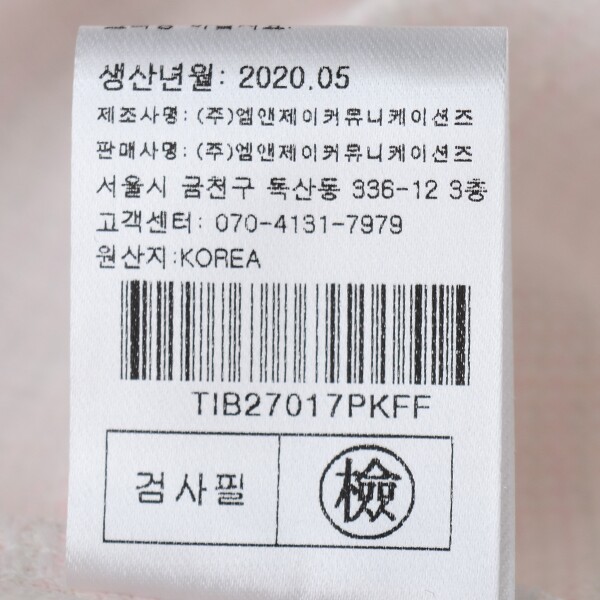 생산년월: 2020.05
제조사명: (주)엠앤제이커뮤니케이션즈
판매사명: (주)엠앤제이커뮤니케이션즈
서울시 금천구 독산동 336-12 3층
고객센터: 070-4131-7979
원산지:KOREA
TIB27017PKFF
검사필 檢